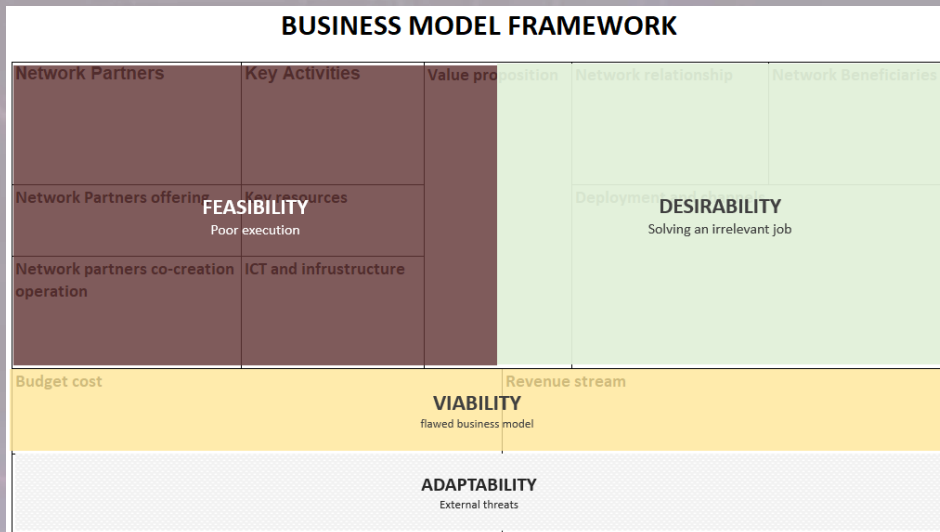 BUSINESS MODEL FRAMEWORK
Network Partners
Key Activities
Value proposition
Network relationship
Network Beneficiaries
Network Partners offering
Key resources
Deployment and channels
FEASIBILITY
Poor execution
DESIRABILITY
Solving an irrelevant job
Network partners co-creation
operation
ICT and infrustructure
Budget cost
Revenue stream
VIABILITY
flawed business model
ADAPTABILITY
External threats